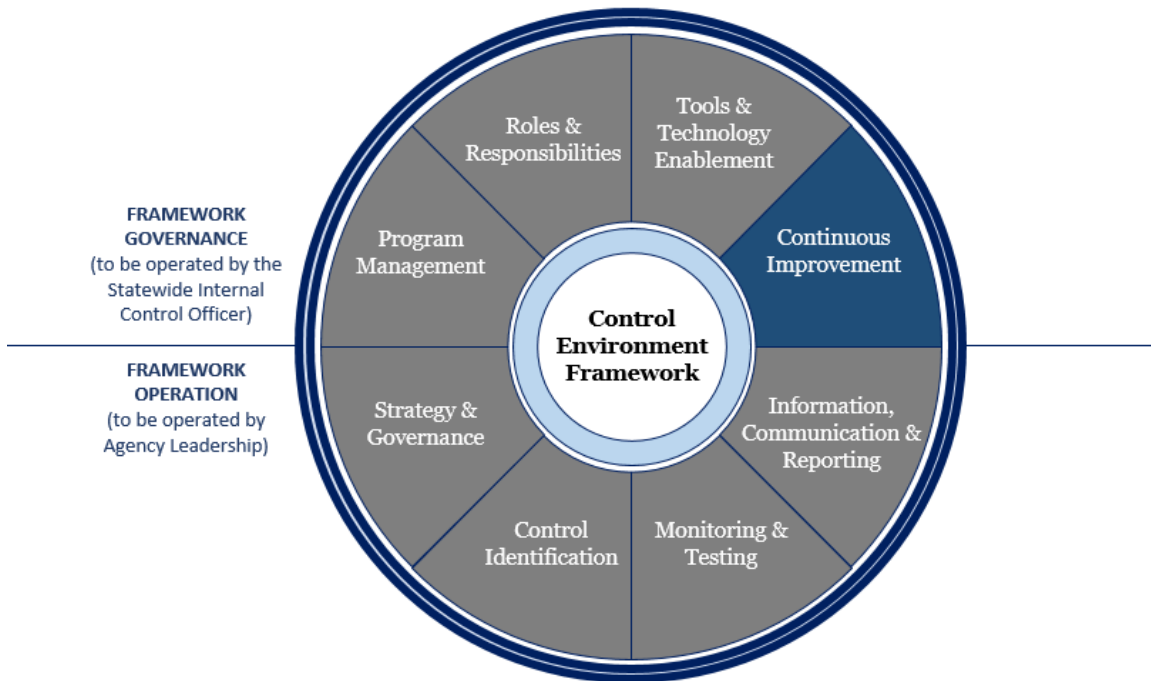 Roles &
Responsibilities
Tools &
Technology
Enablement
FRAMEWORK
GOVERNANCE
(to be operated by the
Statewide Internal
Control Officer)
Program
Management
Continuous
Improvement
Control
Environment
Framework
FRAMEWORK
OPERATION
(to be operated by
Agency Leadership)
Strategy &
Governance
Information,
Communication &
Reporting
Control
Identification
Monitoring &
Testing